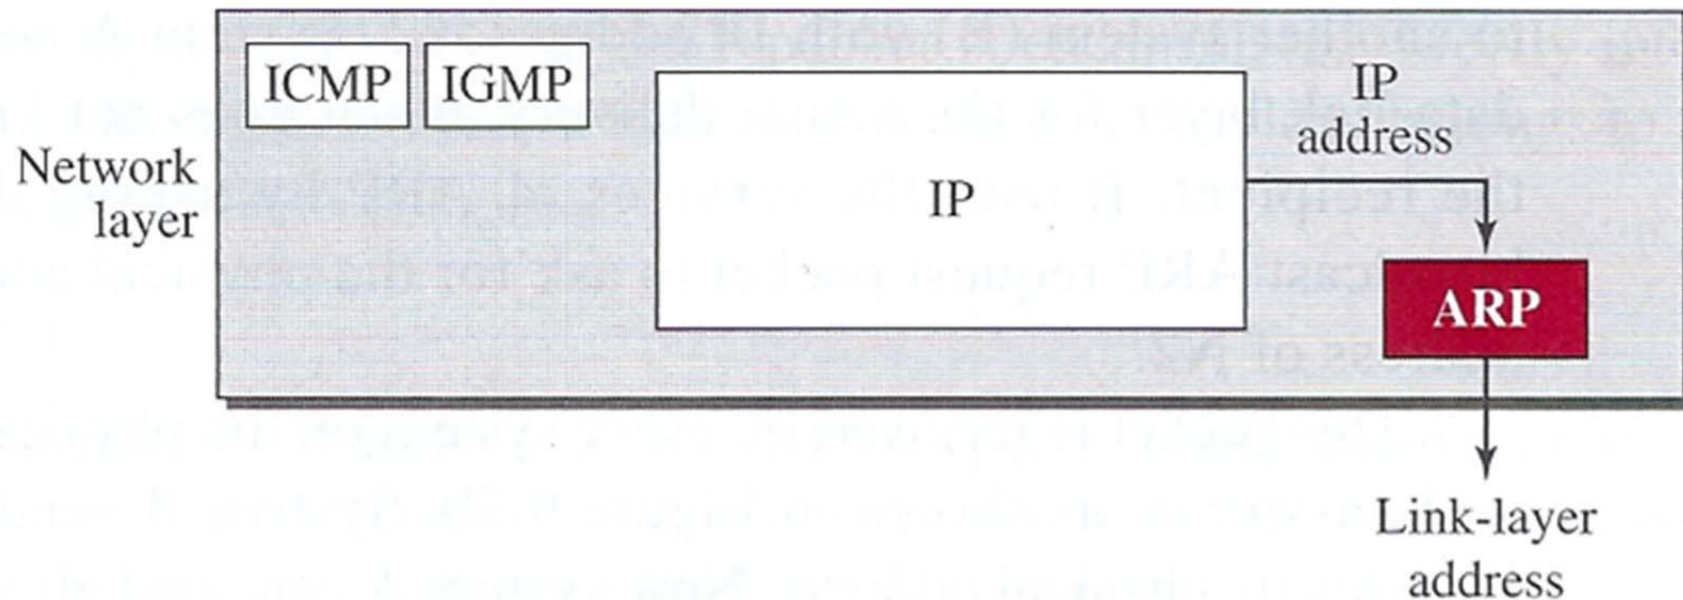 ICMP
IGMP
IP
address
Network
layer
IP
ARP
Link-layer
address